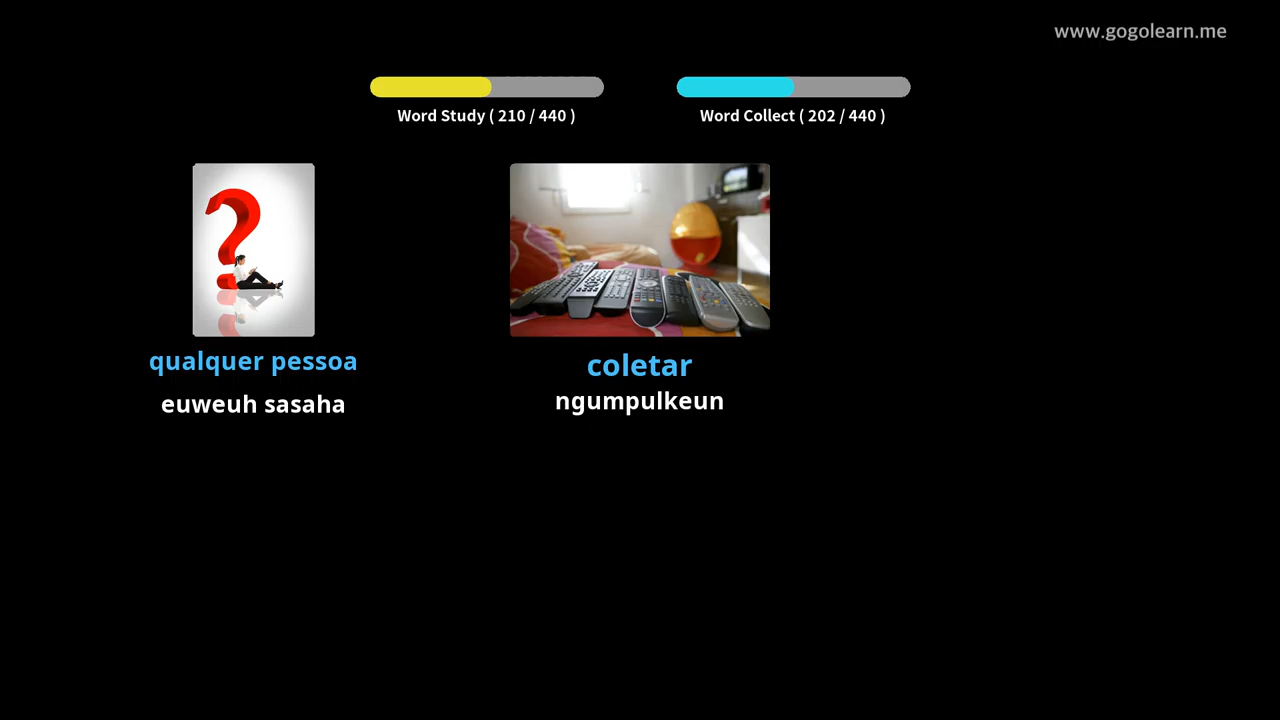 www.gogolearn.me
Word Study ( 210 / 440 )
Word Collect ( 202 / 440 )
qualquer pessoa
euweuh sasaha
coletar
ngumpulkeun